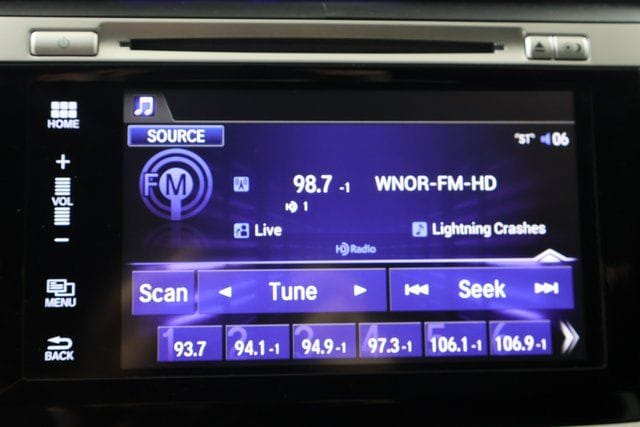 HOME
SOURCE
"ST" 06
+
VOL
−
FM
98.7 -1 WNOR-FM-HD
HD 1
Live Lightning Crashes
HD Radio
MENU
Scan Tune Seek
BACK
1 93.7
2 94.1 -1
3 94.9 -1
4 97.3 -1
5 106.1 -1
6 106.9 -1